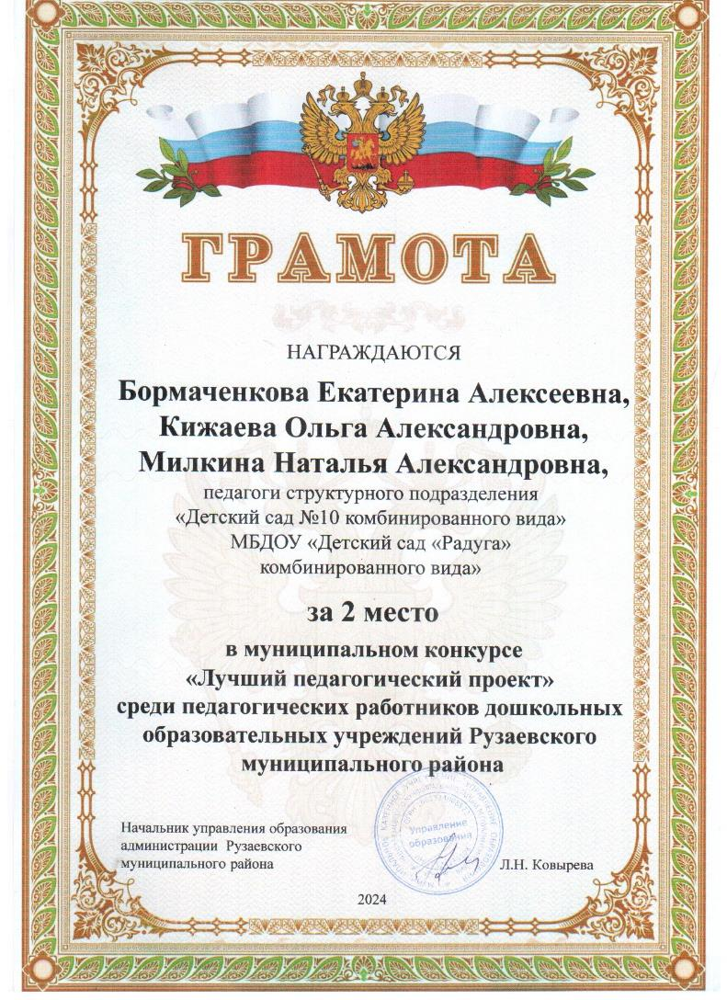 ГРАМОТА
НАГРАЖДАЮТСЯ
Бормаченкова Екатерина Алексеевна,
Кижаева Ольга Александровна,
Милкина Наталья Александровна,
педагоги структурного подразделения
«Детский сад №10 комбинированного вида»
МБДОУ «Детский сад «Радуга»
комбинированного вида»
за 2 место
в муниципальном конкурсе
«Лучший педагогический проект»
среди педагогических работников дошкольных
образовательных учреждений Рузаевского
муниципального района
Начальник управления образования
администрации Рузаевского
муниципального района
Управление
образования
Л.Н. Ковырева
2024